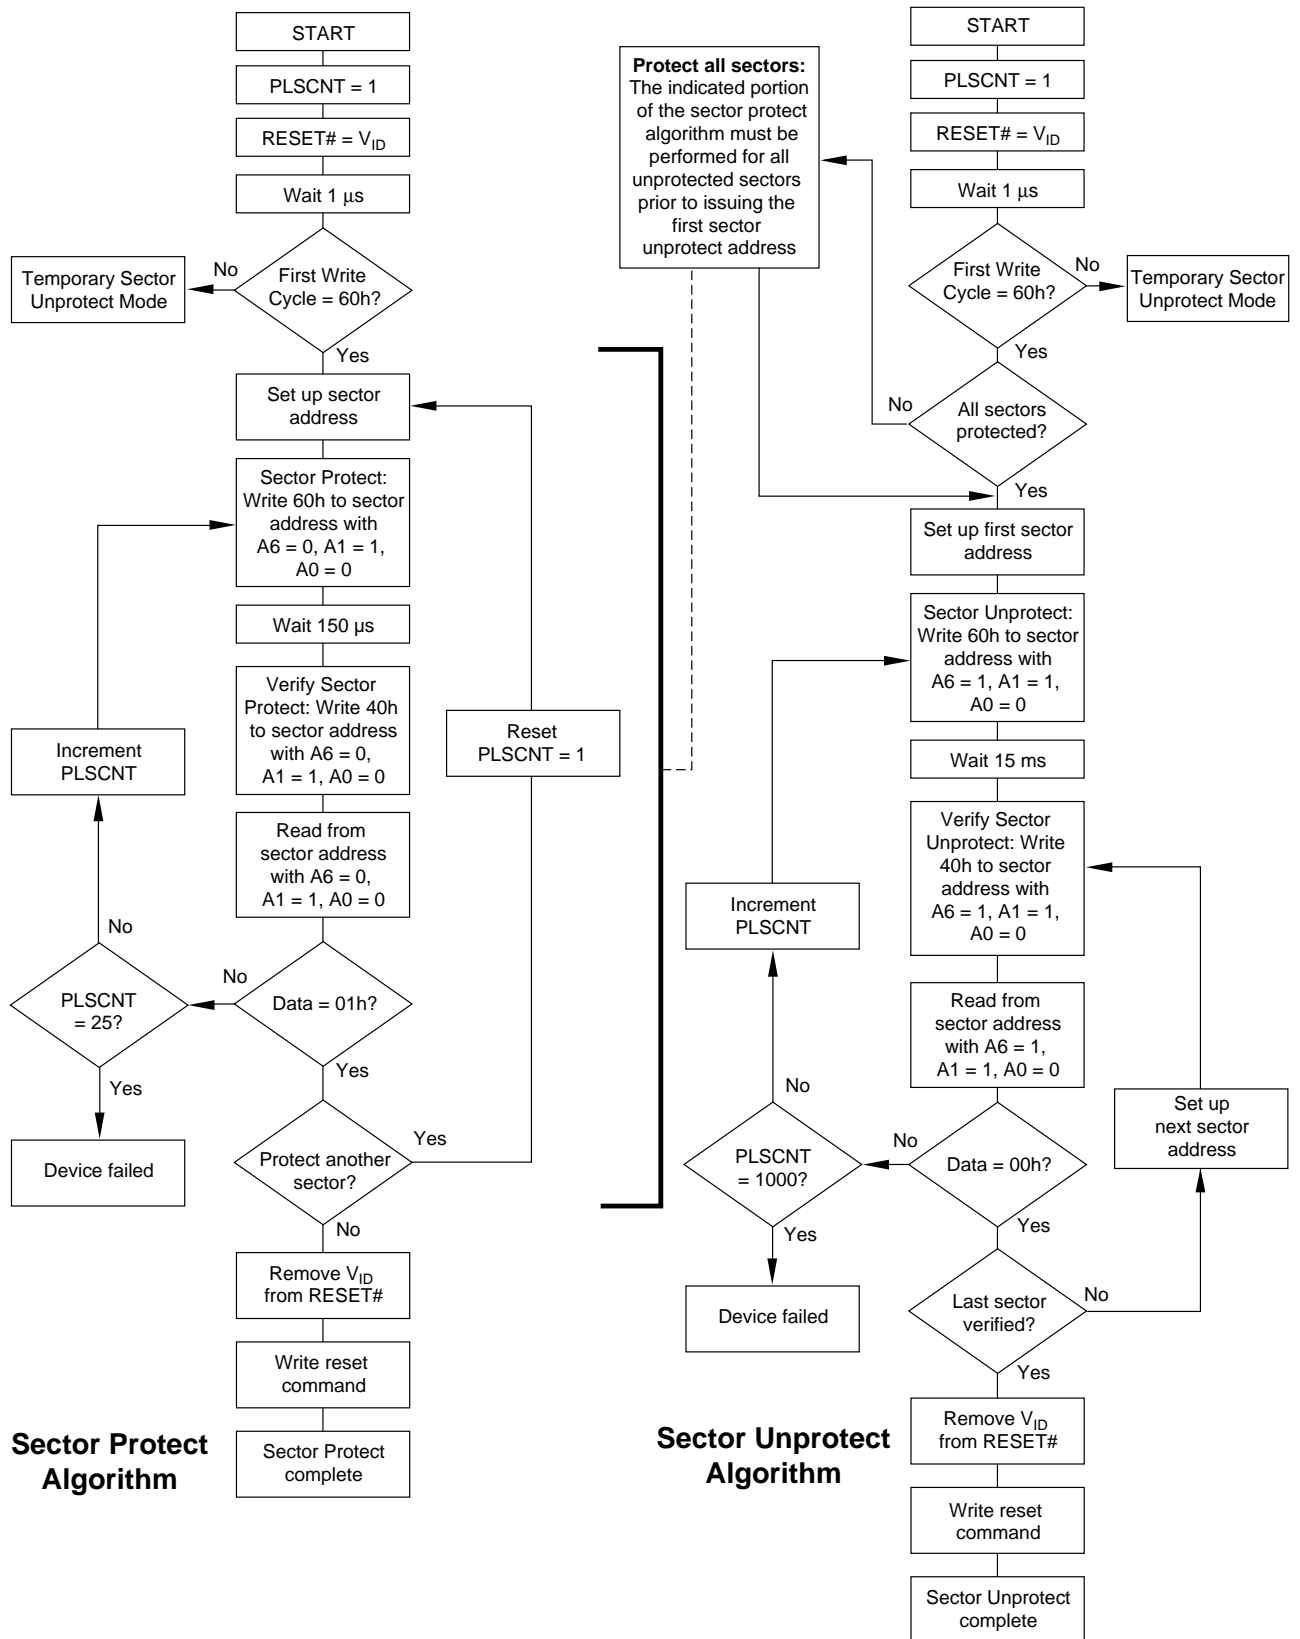 START
PLSCNT = 1
RESET# = VID
Wait 1 μs
First Write
Cycle = 60h?
No
Temporary Sector
Unprotect Mode
Yes
Set up sector
address
Sector Protect:
Write 60h to sector
address with
A6 = 0, A1 = 1,
A0 = 0
Wait 150 µs
Verify Sector
Protect: Write 40h
to sector address
with A6 = 0,
A1 = 1, A0 = 0
Increment
PLSCNT
Reset
PLSCNT = 1
Read from
sector address
with A6 = 0,
A1 = 1, A0 = 0
No
No
PLSCNT
= 25?
Data = 01h?
Yes
Yes
Device failed
Protect another
sector?
Yes
No
Remove VID
from RESET#
Write reset
command
Sector Protect
complete
Sector Protect
Algorithm
Protect all sectors:
The indicated portion
of the sector protect
algorithm must be
performed for all
unprotected sectors
prior to issuing the
first sector
unprotect address
START
PLSCNT = 1
RESET# = VID
Wait 1 μs
First Write
Cycle = 60h?
No
Temporary Sector
Unprotect Mode
Yes
No
All sectors
protected?
Yes
Set up first sector
address
Sector Unprotect:
Write 60h to sector
address with
A6 = 1, A1 = 1,
A0 = 0
Wait 15 ms
Verify Sector
Unprotect: Write
40h to sector
address with
A6 = 1, A1 = 1,
A0 = 0
Increment
PLSCNT
Read from
sector address
with A6 = 1,
A1 = 1, A0 = 0
No
Set up
next sector
address
No
PLSCNT
= 1000?
Data = 00h?
Yes
Yes
Device failed
Last sector
verified?
No
Yes
Remove VID
from RESET#
Write reset
command
Sector Unprotect
complete
Sector Unprotect
Algorithm